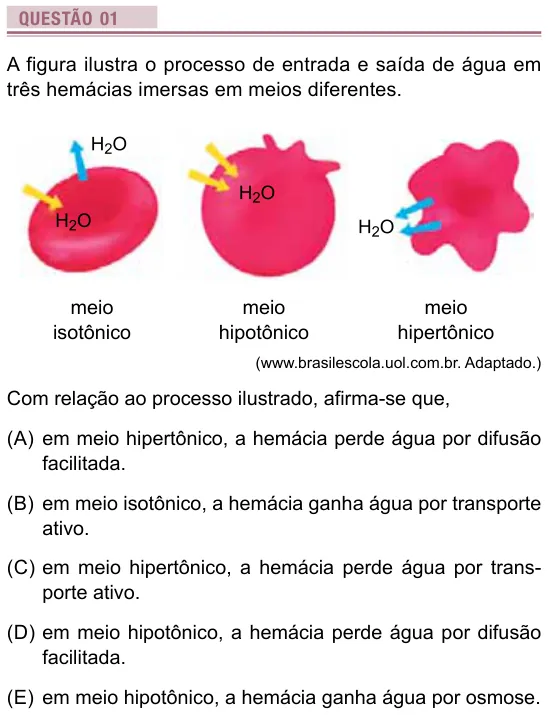 QUESTÃO 01
A figura ilustra o processo de entrada e saída de água em
três hemácias imersas em meios diferentes.
H₂O
H₂O
H₂O
H₂O
meio
isotônico
meio
hipotônico
meio
hipertônico
(www.brasilescola.uol.com.br. Adaptado.)
Com relação ao processo ilustrado, afirma-se que,
(A) em meio hipertônico, a hemácia perde água por difusão
facilitada.
(B) em meio isotônico, a hemácia ganha água por transporte
ativo.
(C) em meio hipertônico, a hemácia perde água por trans-
porte ativo.
(D) em meio hipotônico, a hemácia perde água por difusão
facilitada.
(E) em meio hipotônico, a hemácia ganha água por osmose.